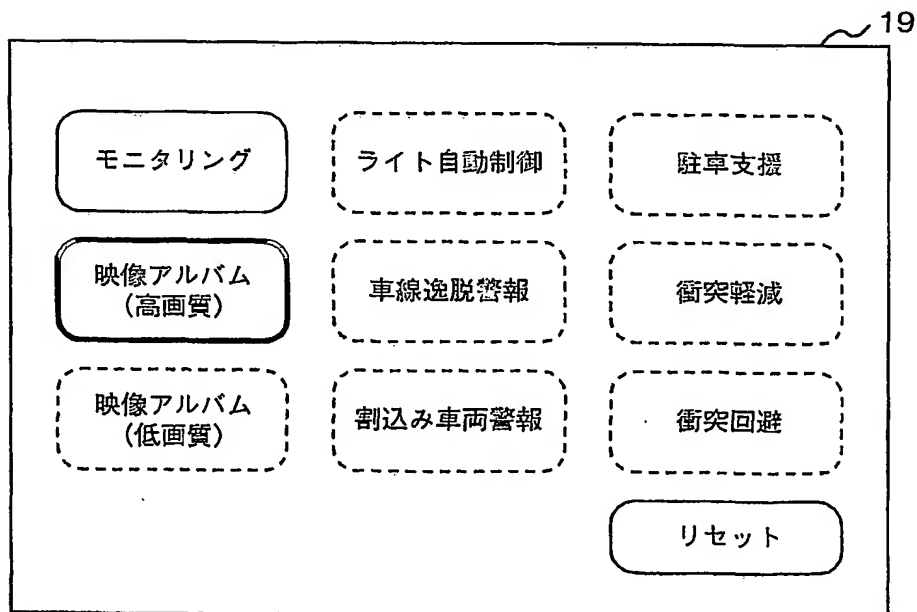 19
モニタリング
ライト自動制御
駐車支援
映像アルバム
(高画質)
車線逸脱警報
衝突軽減
映像アルバム
(低画質)
割込み車両警報
衝突回避
リセット